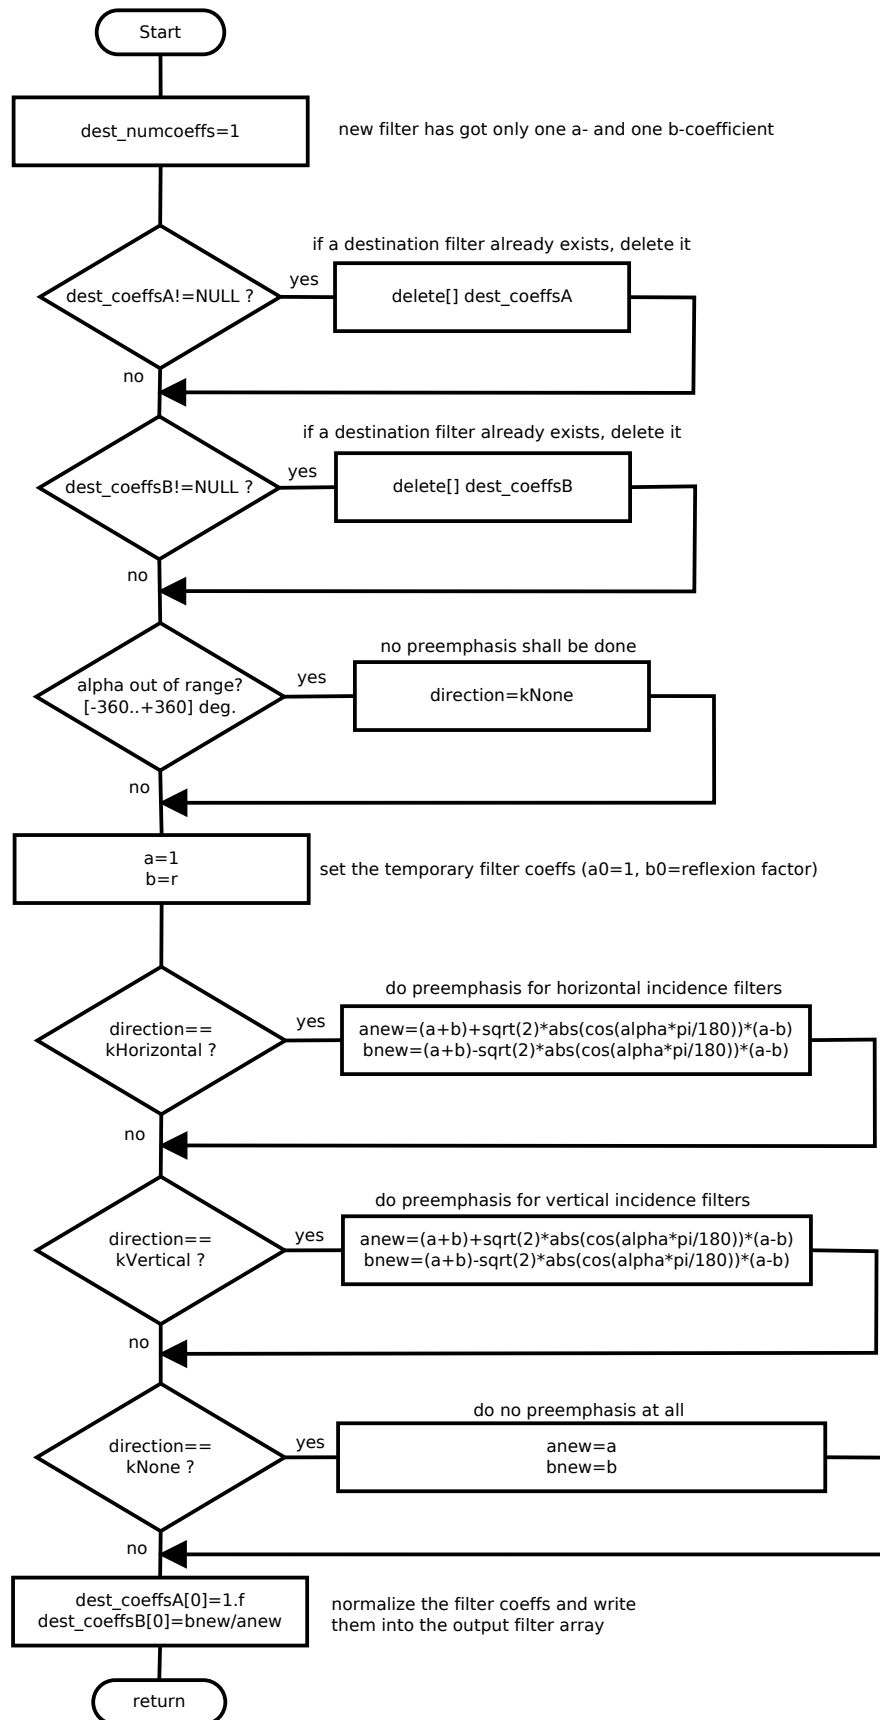 Start
dest_numcoeffs=1
new filter has got only one a- and one b-coefficient
if a destination filter already exists, delete it
dest_coeffsA!=NULL ?
yes
delete[] dest_coeffsA
no
if a destination filter already exists, delete it
dest_coeffsB!=NULL ?
yes
delete[] dest_coeffsB
no
no preemphasis shall be done
alpha out of range?
[-360..+360] deg.
yes
direction=kNone
no
a=1
b=r
set the temporary filter coeffs (a0=1, b0=reflexion factor)
do preemphasis for horizontal incidence filters
direction==
kHorizontal ?
yes
anew=(a+b)+sqrt(2)*abs(cos(alpha*pi/180))*(a-b)
bnew=(a+b)-sqrt(2)*abs(cos(alpha*pi/180))*(a-b)
no
do preemphasis for vertical incidence filters
direction==
kVertical ?
yes
anew=(a+b)+sqrt(2)*abs(cos(alpha*pi/180))*(a-b)
bnew=(a+b)-sqrt(2)*abs(cos(alpha*pi/180))*(a-b)
no
do no preemphasis at all
direction==
kNone ?
yes
anew=a
bnew=b
no
dest_coeffsA[0]=1.f
dest_coeffsB[0]=bnew/anew
normalize the filter coeffs and write
them into the output filter array
return